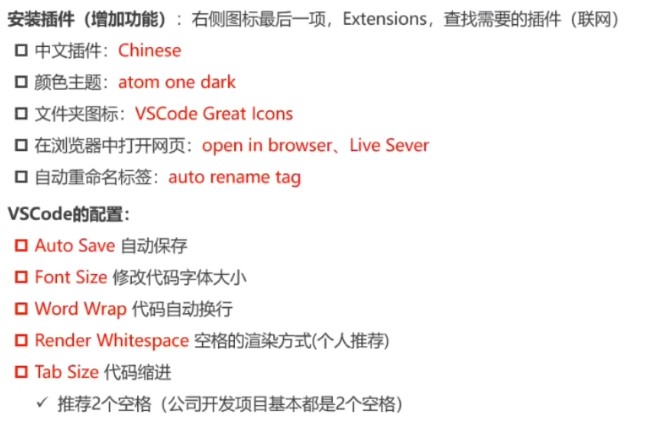 安装插件（增加功能）：右侧图标最后一项，Extensions，查找需要的插件（联网）
中文插件：Chinese
颜色主题：atom one dark
文件夹图标：VSCode Great Icons
在浏览器中打开网页：open in browser、Live Sever
自动重命名标签：auto rename tag
VSCode的配置：
Auto Save 自动保存
Font Size 修改代码字体大小
Word Wrap 代码自动换行
Render Whitespace 空格的渲染方式(个人推荐)
Tab Size 代码缩进
✓ 推荐2个空格（公司开发项目基本都是2个空格）